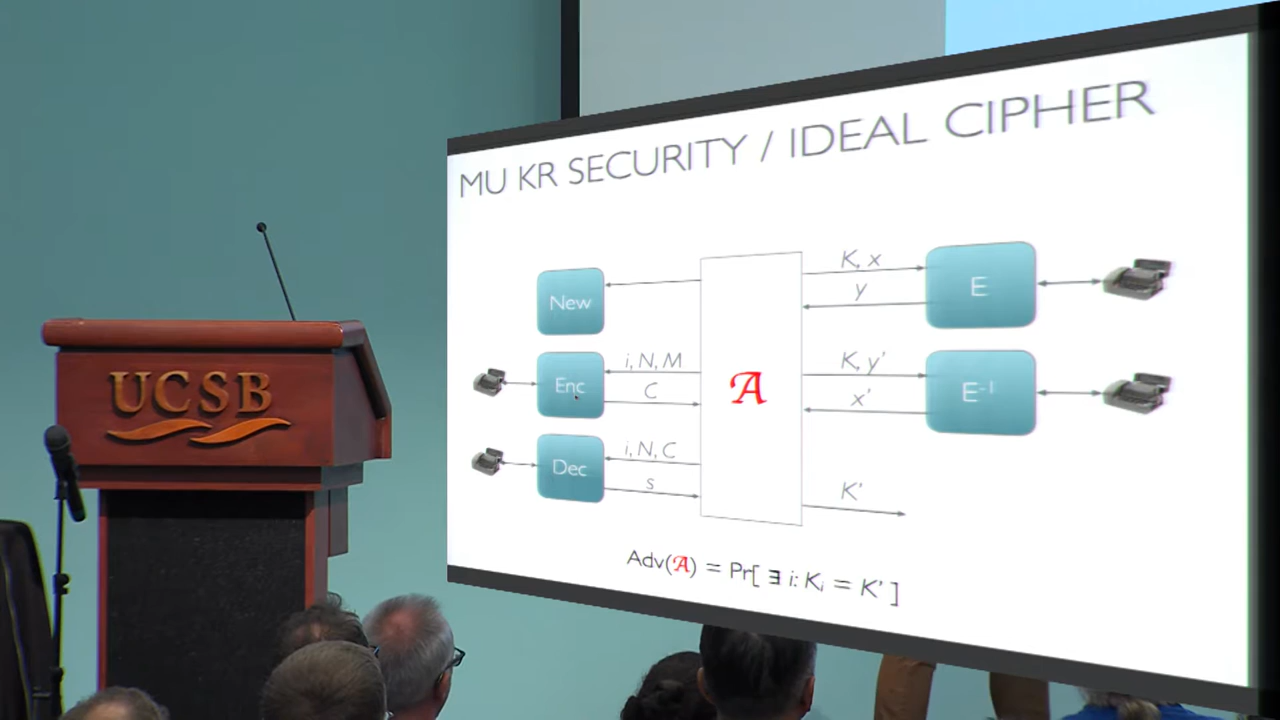 MU KR SECURITY / IDEAL CIPHER
New
K, x
E
y
Enc
i, N, M
C
A
K, y'
x'
E⁻¹
Dec
i, N, C
s
K'
Adv(A) = Pr[ ∃ i: Kᵢ = K' ]
UCSB